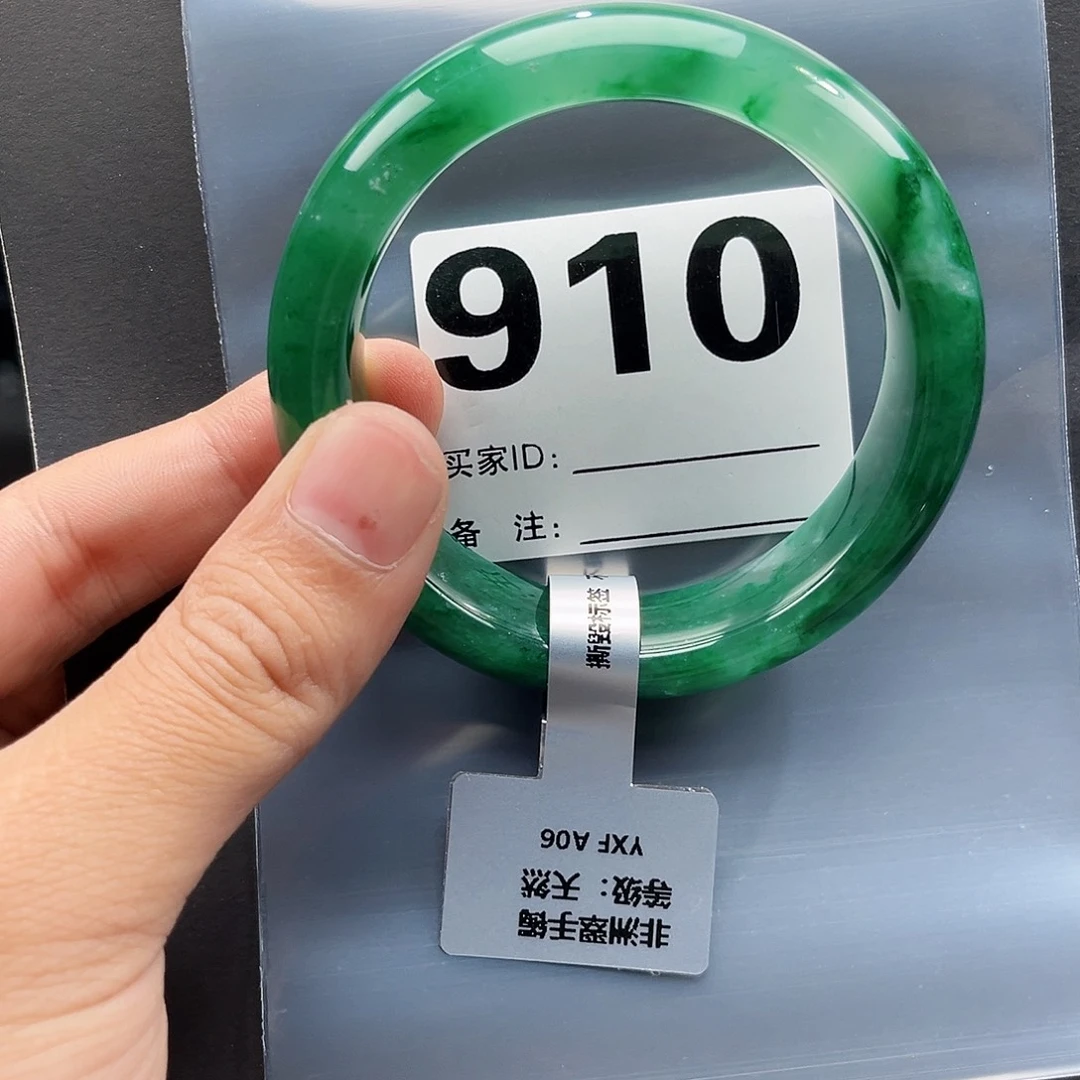 910
买家ID:
备 注:
撕毁标签
非洲翠手镯
等级：天然
YXF A06